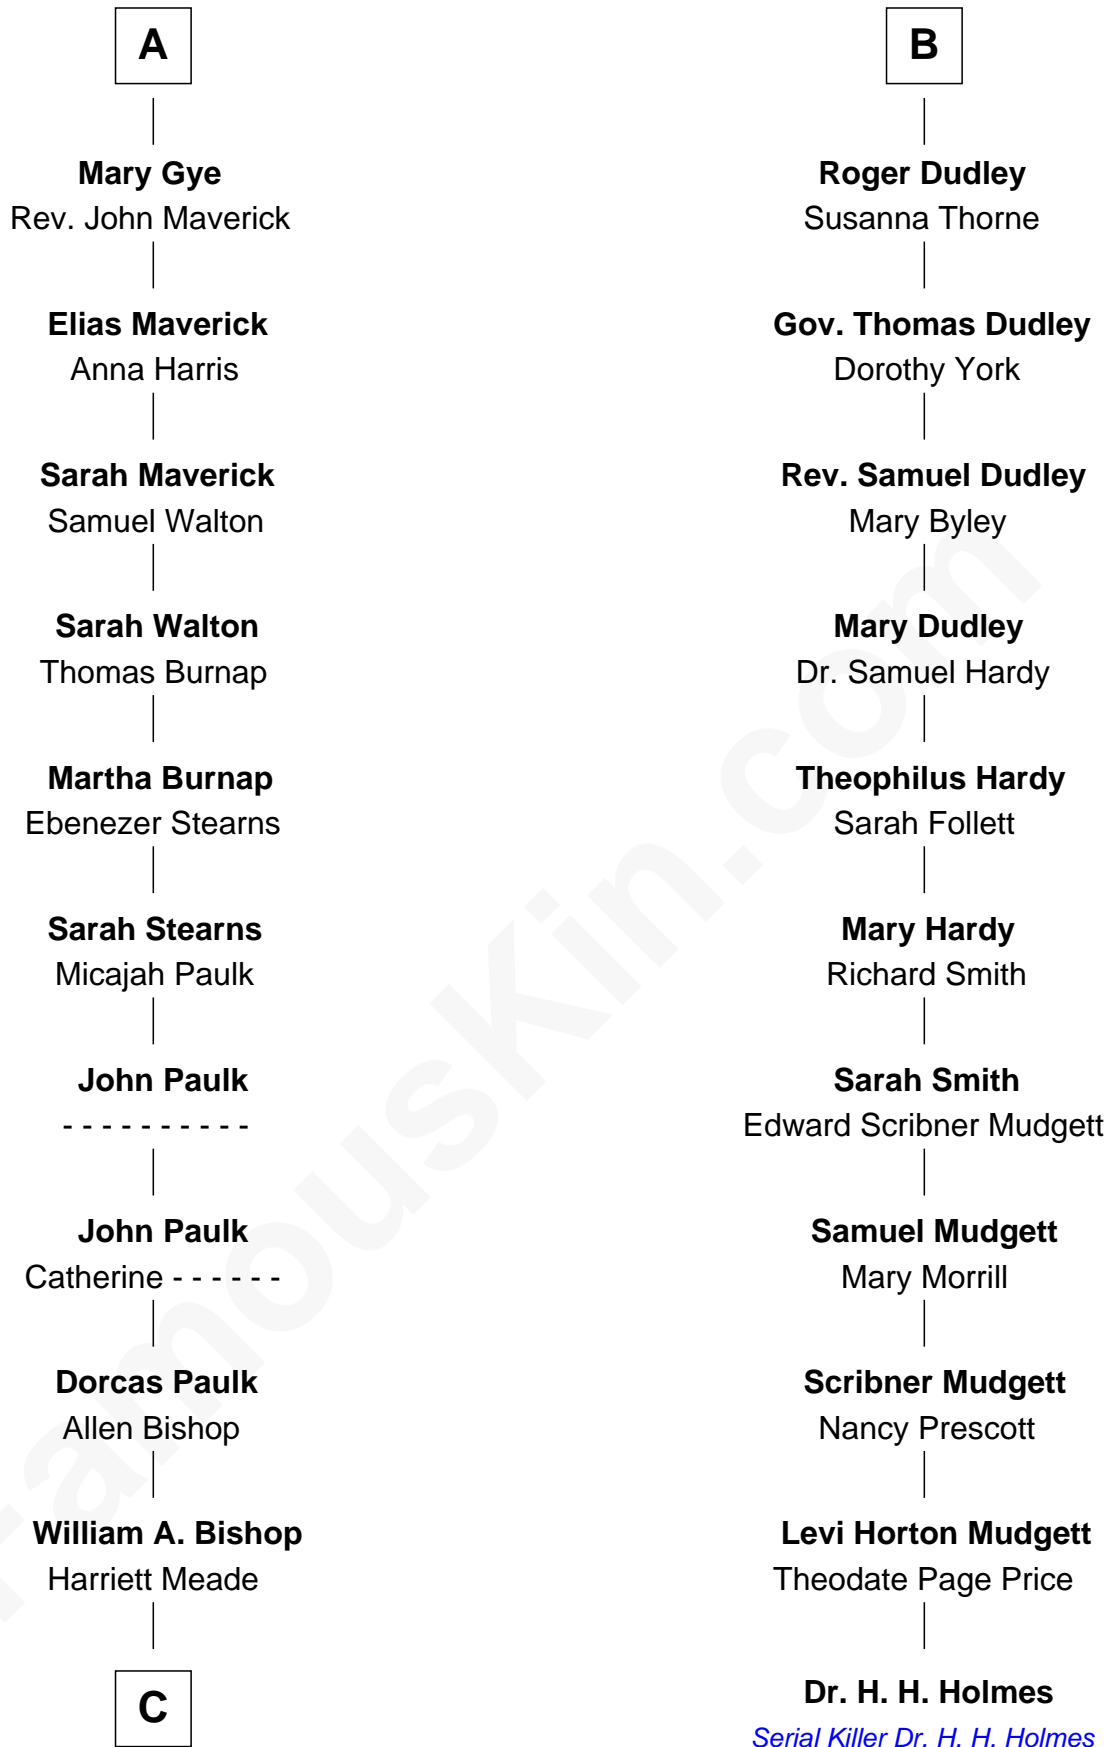 A
Mary Gye
Rev. John Maverick
Elias Maverick
Anna Harris
Sarah Maverick
Samuel Walton
Sarah Walton
Thomas Burnap
Martha Burnap
Ebenezer Stearns
Sarah Stearns
Micajah Paulk
John Paulk
- - - - - - - - - -
John Paulk
Catherine - - - - - -
Dorcas Paulk
Allen Bishop
William A. Bishop
Harriett Meade
C
B
Roger Dudley
Susanna Thorne
Gov. Thomas Dudley
Dorothy York
Rev. Samuel Dudley
Mary Byley
Mary Dudley
Dr. Samuel Hardy
Theophilus Hardy
Sarah Follett
Mary Hardy
Richard Smith
Sarah Smith
Edward Scribner Mudgett
Samuel Mudgett
Mary Morrill
Scribner Mudgett
Nancy Prescott
Levi Horton Mudgett
Theodate Page Price
Dr. H. H. Holmes
Serial Killer Dr. H. H. Holmes
FamousKin.com